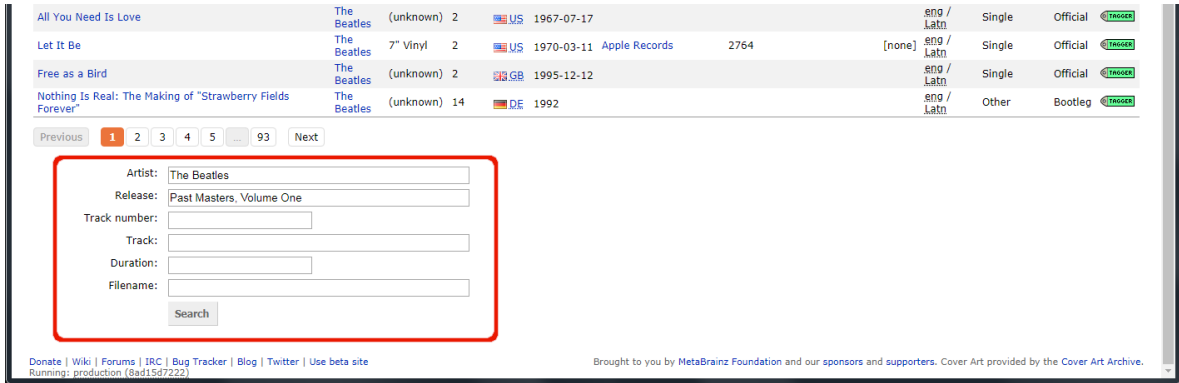 All You Need Is Love The Beatles (unknown) 2 US 1967-07-17 eng / Latn Single Official TAGGER
Let It Be The Beatles 7" Vinyl 2 US 1970-03-11 Apple Records 2764 [none] eng / Latn Single Official TAGGER
Free as a Bird The Beatles (unknown) 2 GB 1995-12-12 eng / Latn Single Official TAGGER
Nothing Is Real: The Making of "Strawberry Fields Forever" The Beatles (unknown) 14 DE 1992 eng / Latn Other Bootleg TAGGER
Previous 1 2 3 4 5 ... 93 Next
Artist: The Beatles
Release: Past Masters, Volume One
Track number:
Track:
Duration:
Filename:
Search
Donate | Wiki | Forums | IRC | Bug Tracker | Blog | Twitter | Use beta site Brought to you by MetaBrainz Foundation and our sponsors and supporters. Cover Art provided by the Cover Art Archive.
Running: production (8ad15d7222)